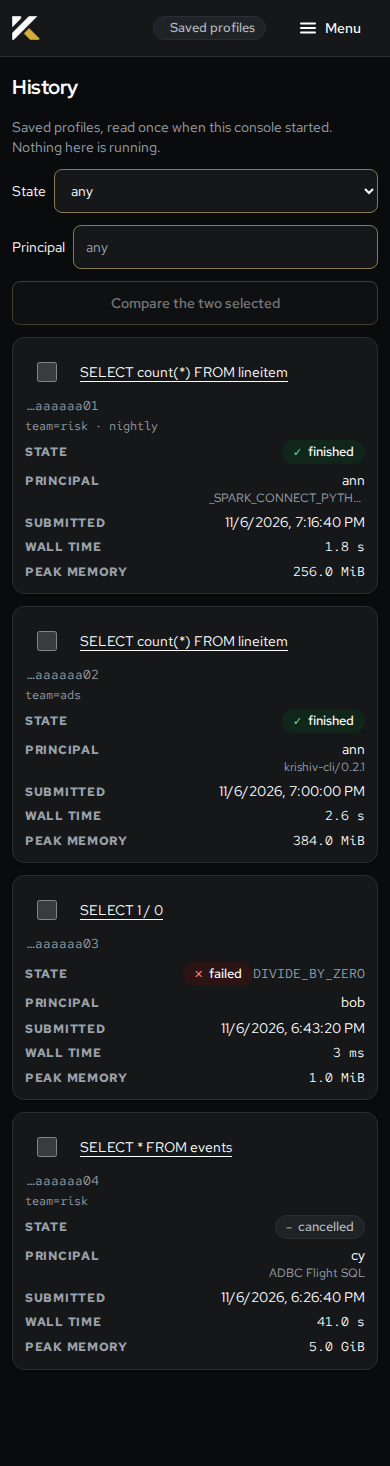 Saved profiles
Menu
History
Saved profiles, read once when this console started.
Nothing here is running.
State any
Principal any
Compare the two selected
SELECT count(*) FROM lineitem
…aaaaaa01
team=risk · nightly
STATE ✓ finished
PRINCIPAL ann
_SPARK_CONNECT_PYTH…
SUBMITTED 11/6/2026, 7:16:40 PM
WALL TIME 1.8 s
PEAK MEMORY 256.0 MiB
SELECT count(*) FROM lineitem
…aaaaaa02
team=ads
STATE ✓ finished
PRINCIPAL ann
krishiv-cli/0.2.1
SUBMITTED 11/6/2026, 7:00:00 PM
WALL TIME 2.6 s
PEAK MEMORY 384.0 MiB
SELECT 1 / 0
…aaaaaa03
STATE × failed DIVIDE_BY_ZERO
PRINCIPAL bob
SUBMITTED 11/6/2026, 6:43:20 PM
WALL TIME 3 ms
PEAK MEMORY 1.0 MiB
SELECT * FROM events
…aaaaaa04
team=risk
STATE – cancelled
PRINCIPAL cy
ADBC Flight SQL
SUBMITTED 11/6/2026, 6:26:40 PM
WALL TIME 41.0 s
PEAK MEMORY 5.0 GiB